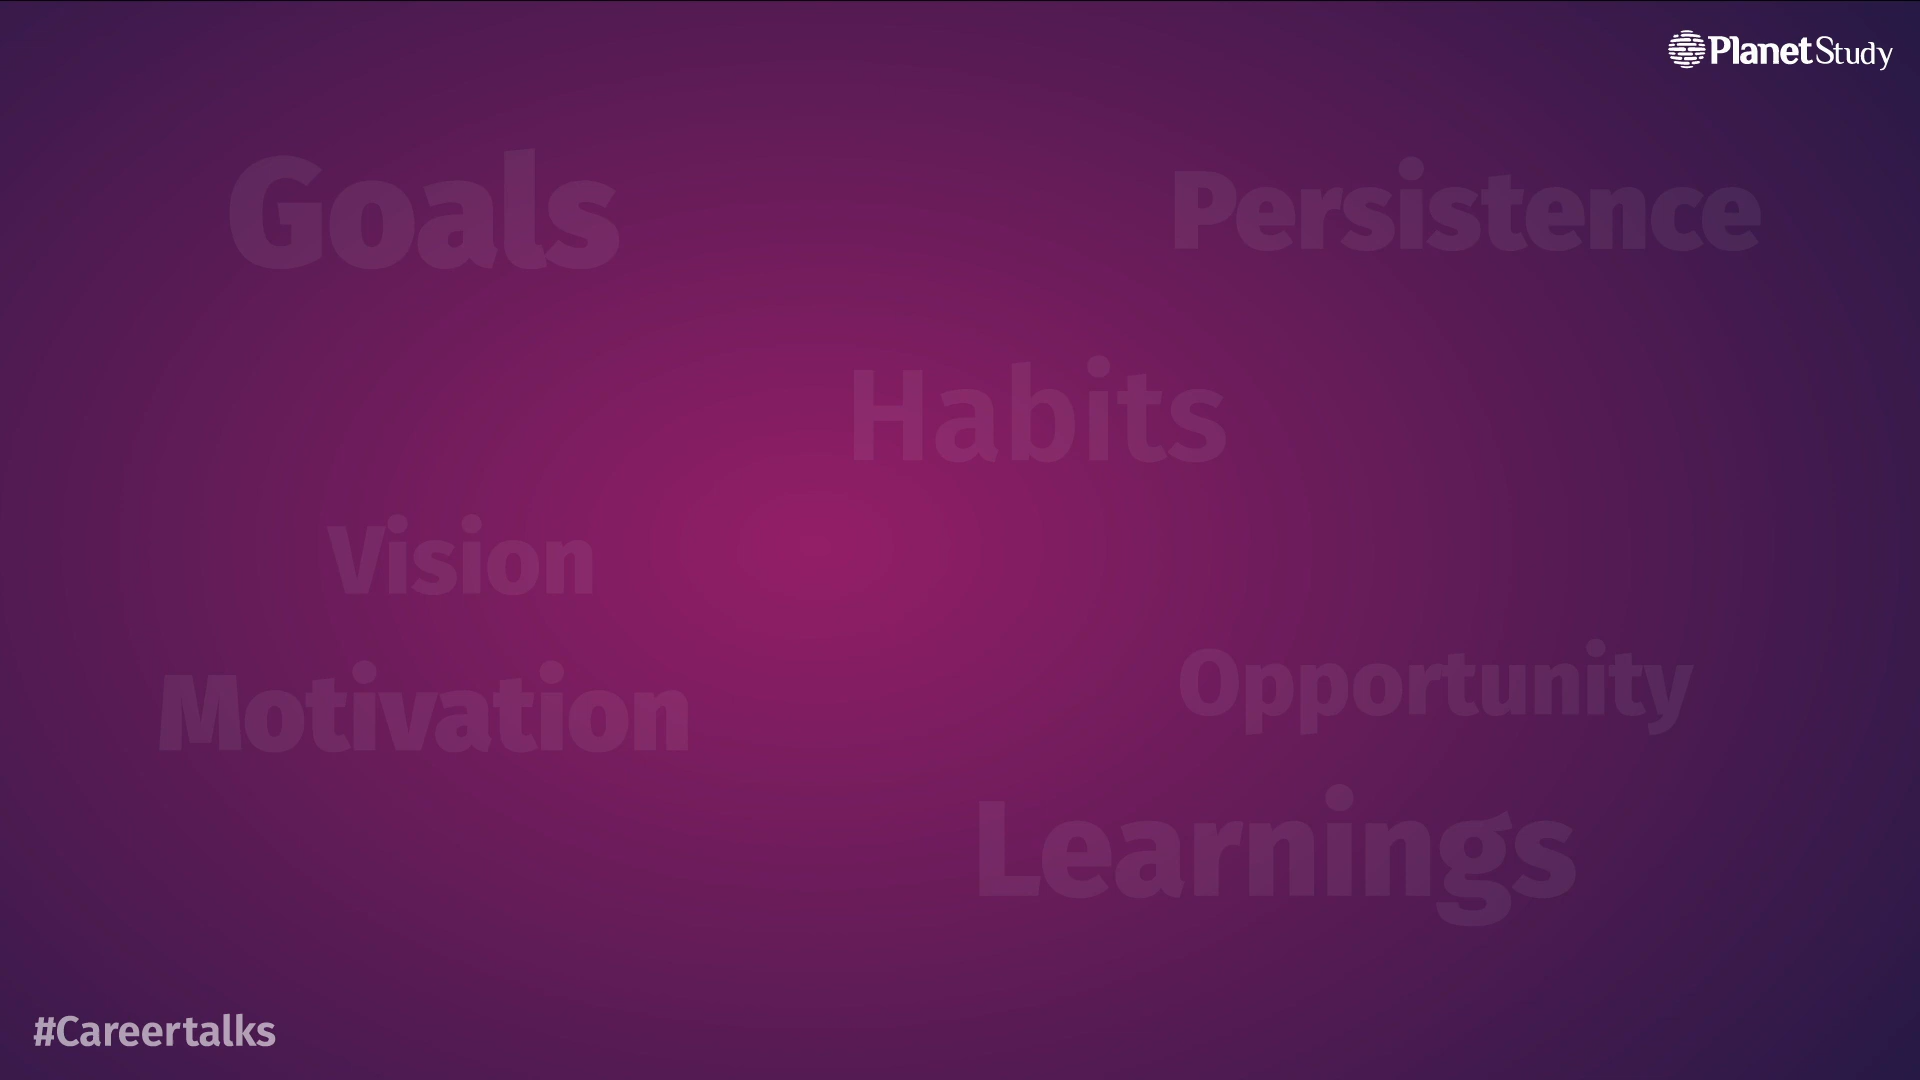 PlanetStudy
Goals
Persistence
Habits
Vision
Motivation
Opportunity
Learnings
#Careertalks